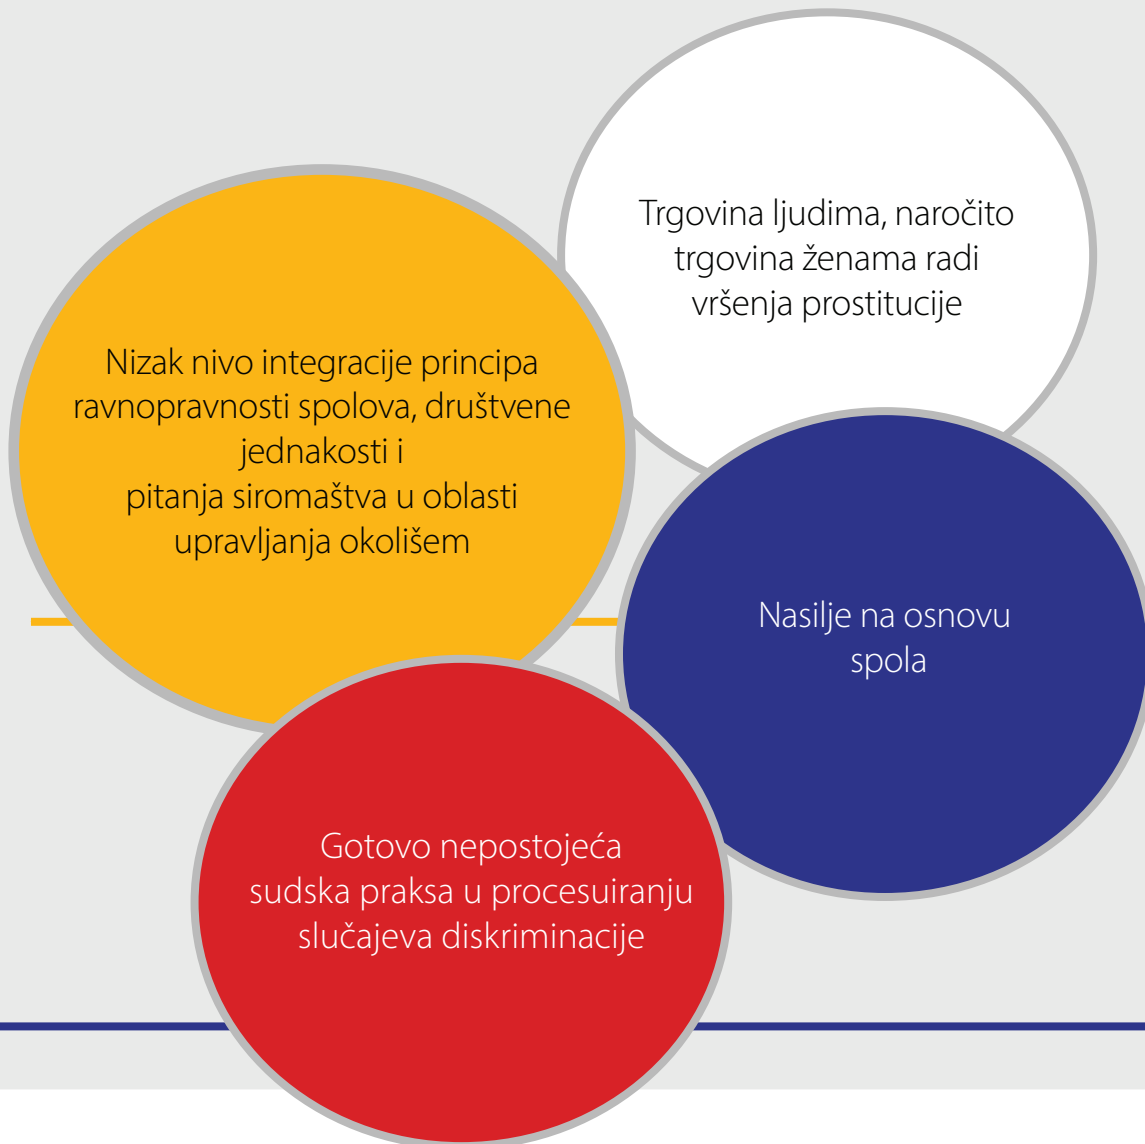 Trgovina ljudima, naročito
trgovina ženama radi
vršenja prostitucije
Nizak nivo integracije principa
ravnopravnosti spolova, društvene
jednakosti i
pitanja siromaštva u oblasti
upravljanja okolišem
Nasilje na osnovu
spola
Gotovo nepostojeća
sudska praksa u procesuiranju
slučajeva diskriminacije